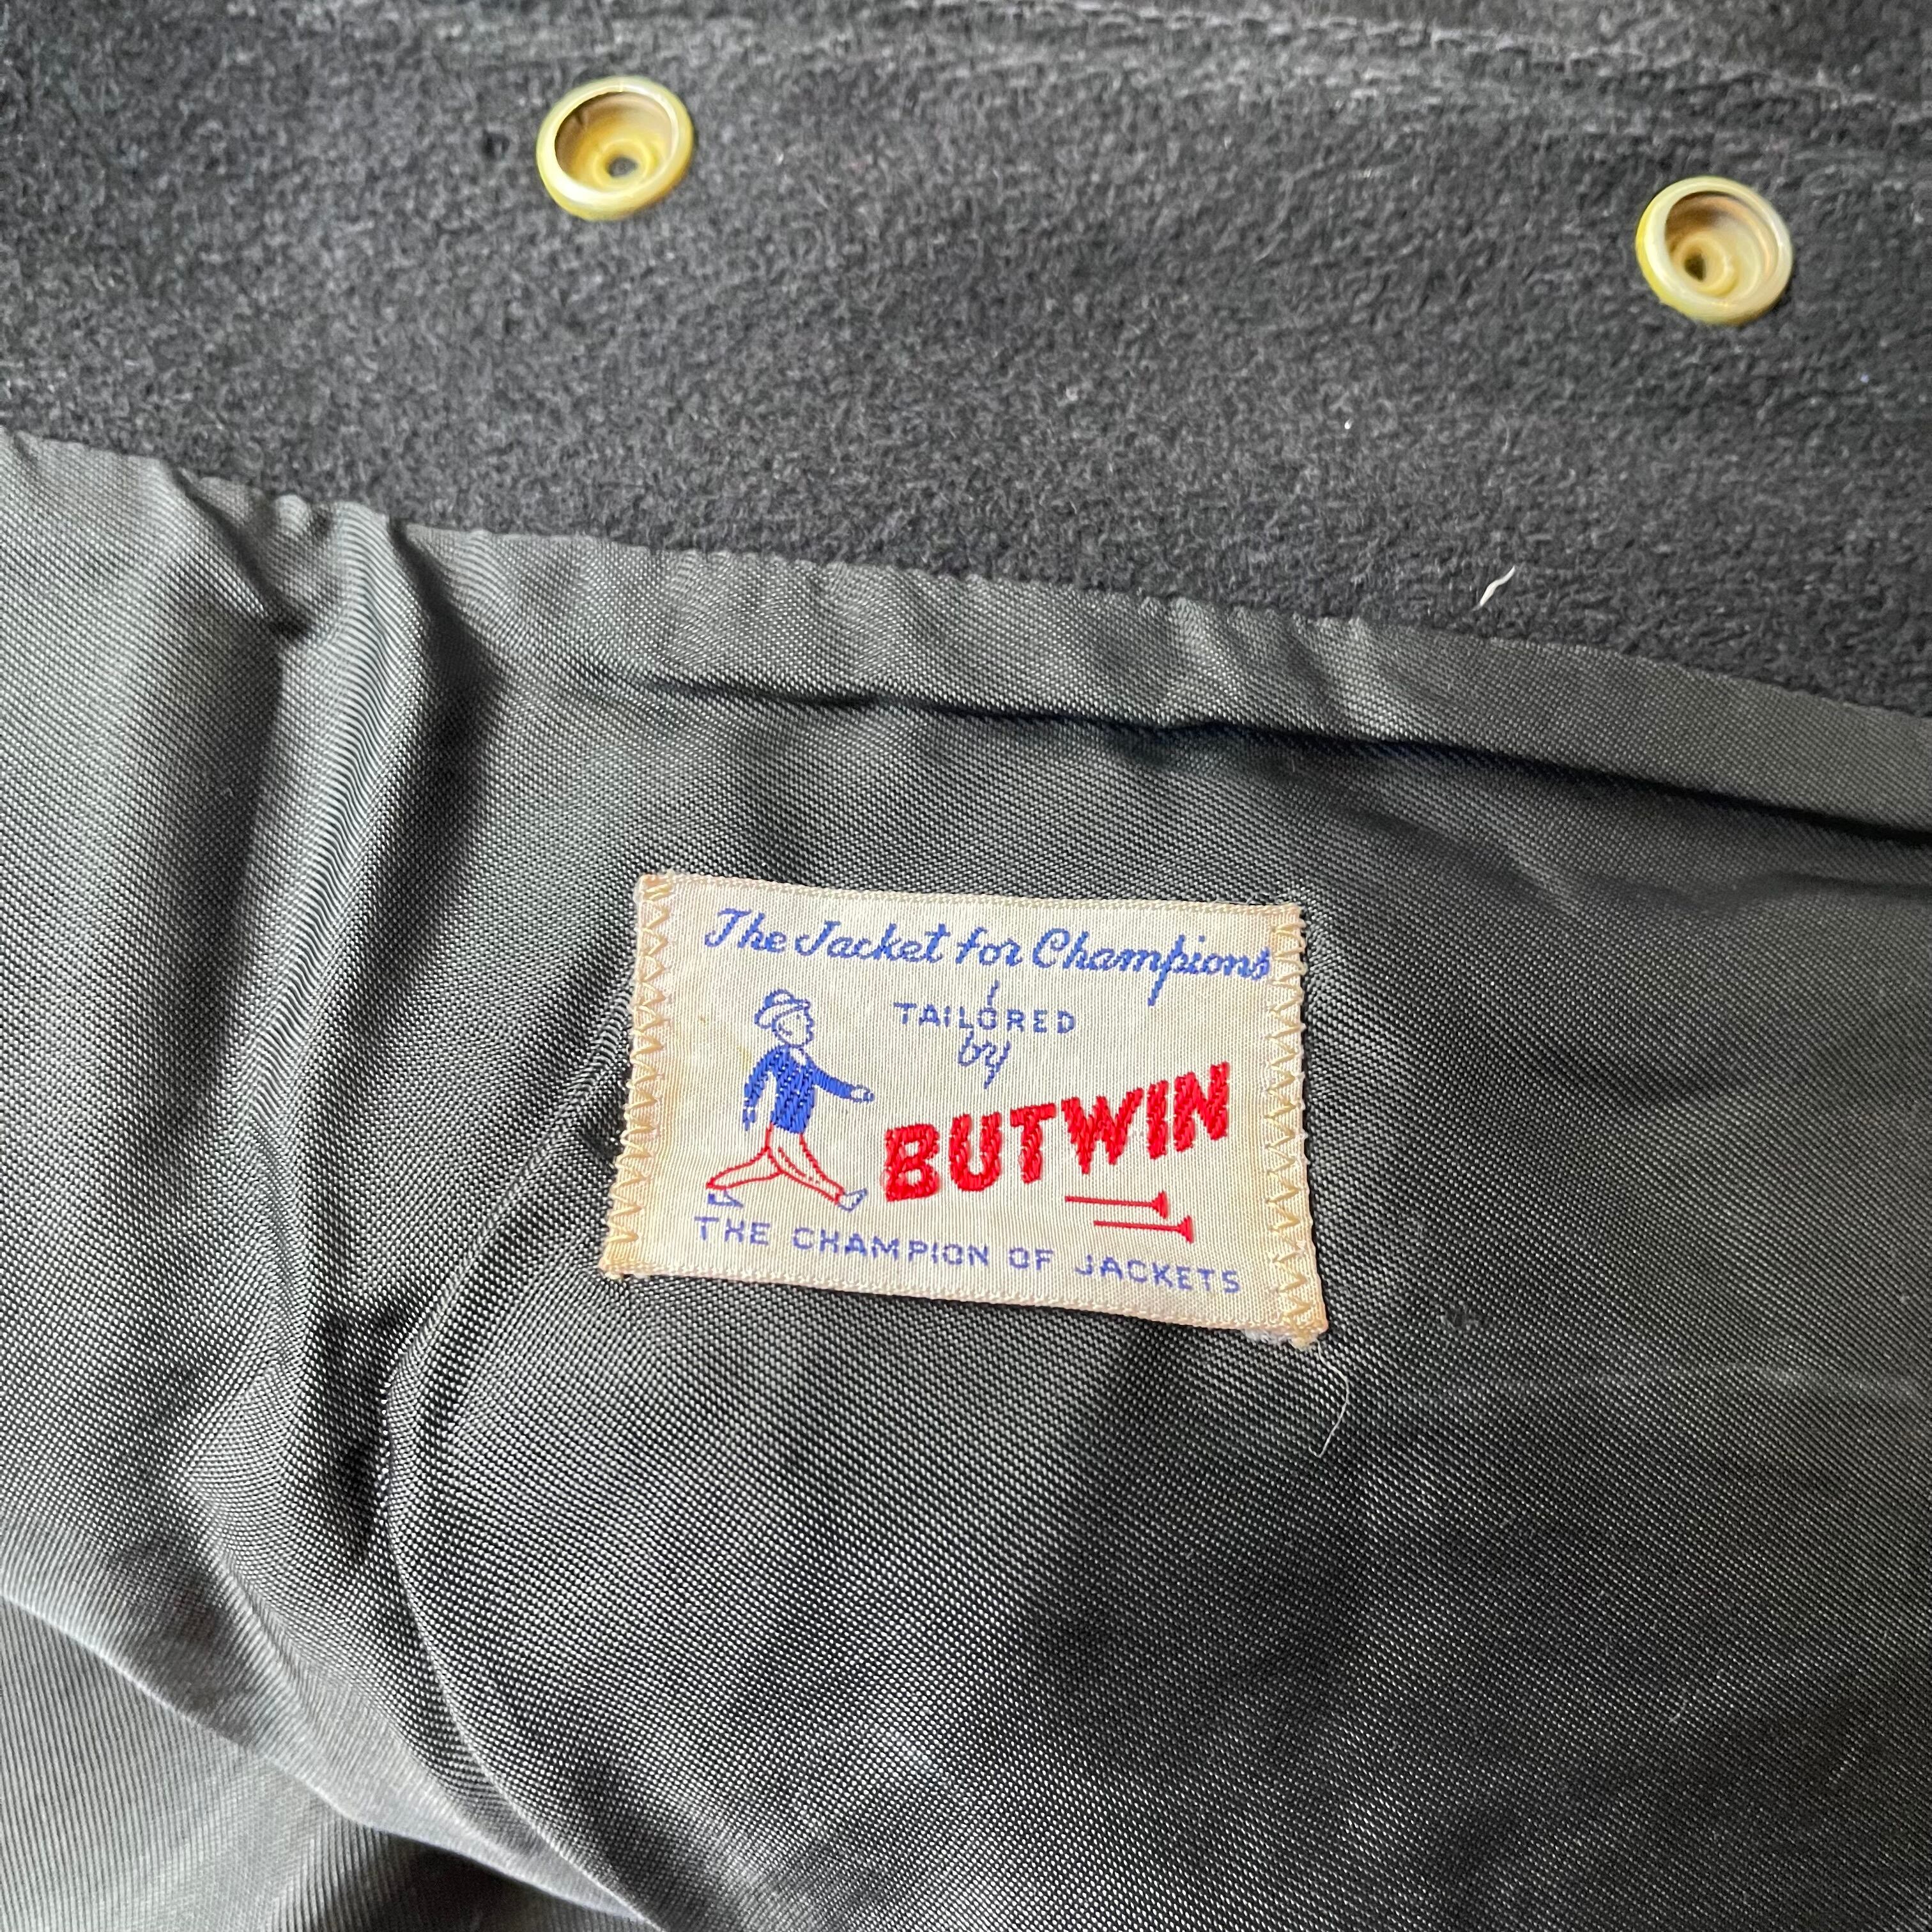 The Jacket for Champions
TAILORED
by
BUTWIN
THE CHAMPION OF JACKETS